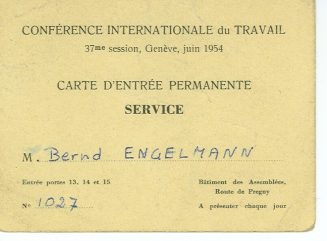 CONFÉRENCE INTERNATIONALE du TRAVAIL
37me session, Genève, juin 1954
CARTE D'ENTRÉE PERMANENTE
SERVICE
M. Bernd ENGELMANN
Entrée portes 13, 14 et 15 Bâtiment des Assemblées,
Route de Pregny
No 1027 A présenter chaque jour